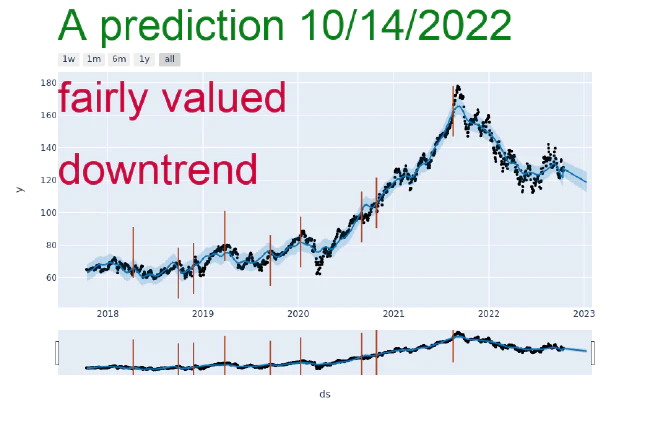 A prediction 10/14/2022
1w 1m 6m 1y all
180
fairly valued
160
140
downtrend
120
y
100
80
60
2018 2019 2020 2021 2022 2023
ds